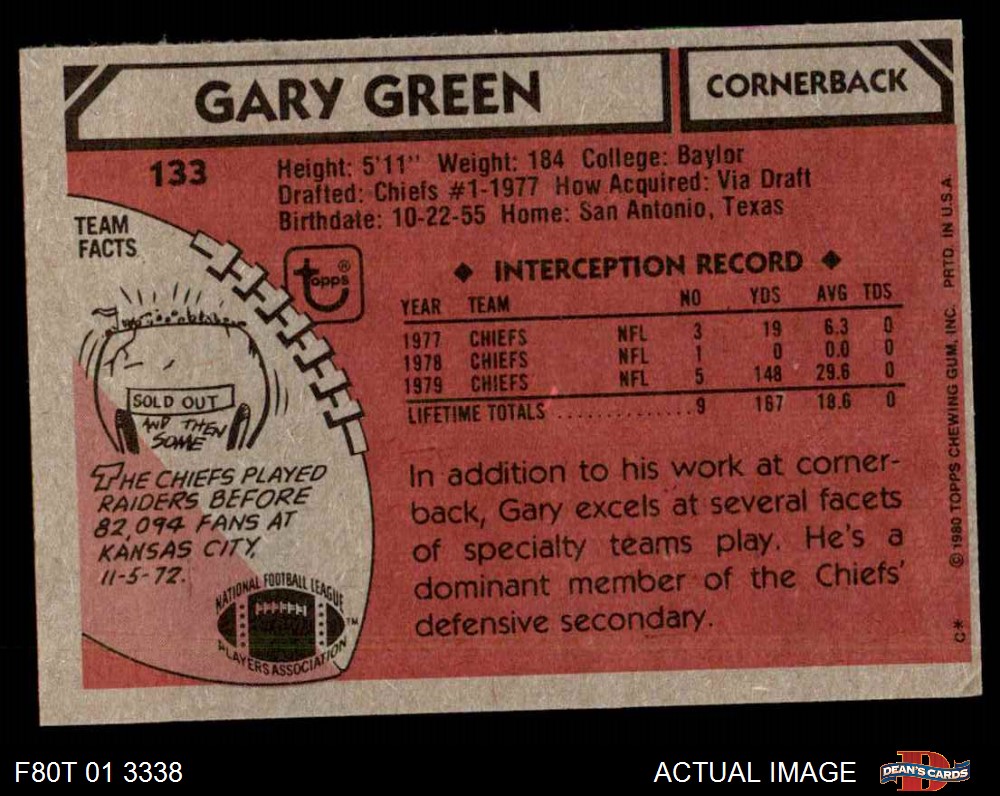 GARY GREEN
CORNERBACK
133
Height: 5'11" Weight: 184 College: Baylor
Drafted: Chiefs #1-1977 How Acquired: Via Draft
Birthdate: 10-22-55 Home: San Antonio, Texas
TEAM
FACTS
topps®
◆ INTERCEPTION RECORD ◆
YEAR TEAM NO YDS AVG TDS
1977 CHIEFS NFL 3 19 6.3 0
1978 CHIEFS NFL 1 0 0.0 0
1979 CHIEFS NFL 5 148 29.6 0
LIFETIME TOTALS .............. 9 167 18.6 0
SOLD OUT
AND THEN
SOME
THE CHIEFS PLAYED
RAIDERS BEFORE
82,094 FANS AT
KANSAS CITY,
11-5-72.
NATIONAL FOOTBALL LEAGUE
PLAYERS ASSOCIATION
TM
In addition to his work at corner-
back, Gary excels at several facets
of specialty teams play. He's a
dominant member of the Chiefs'
defensive secondary.
C* © 1980 TOPPS CHEWING GUM, INC. PRTD. IN U.S.A.
F80T 01 3338
ACTUAL IMAGE
DEAN'S CARDS